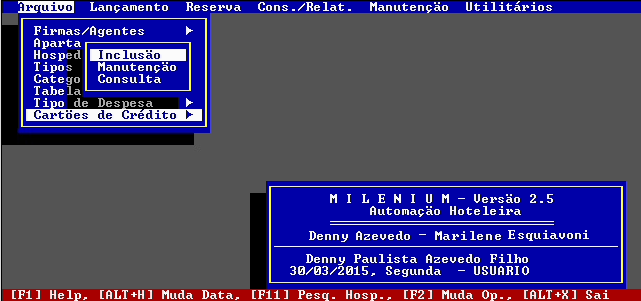 Arquivo Lançamento Reserva Cons./Relat. Manutenção Utilitários
Firmas/Agentes
Aparta
Hosped
Tipos
Catego
Tabela
Tipo de Despesa
Cartões de Crédito
Inclusão
Manutenção
Consulta
M I L E N I U M - Versão 2.5
Automação Hoteleira
Denny Azevedo - Marilene Esquiavoni
Denny Paulista Azevedo Filho
30/03/2015, Segunda - USUARIO
[F1] Help, [ALT+H] Muda Data, [F11] Pesq. Hosp., [F2] Muda Op., [ALT+X] Sai